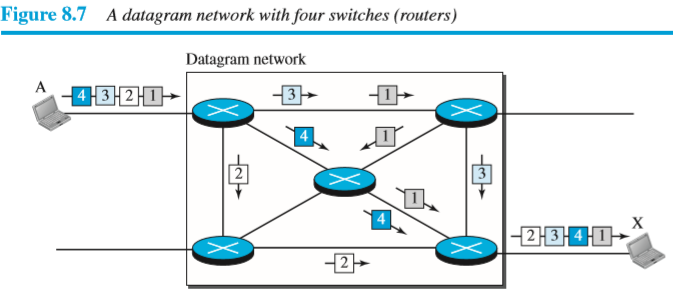 Figure 8.7 A datagram network with four switches (routers)
Datagram network
A
4 3 2 1
3
1
4
1
2
3
1
4
2 3 4 1
X
2